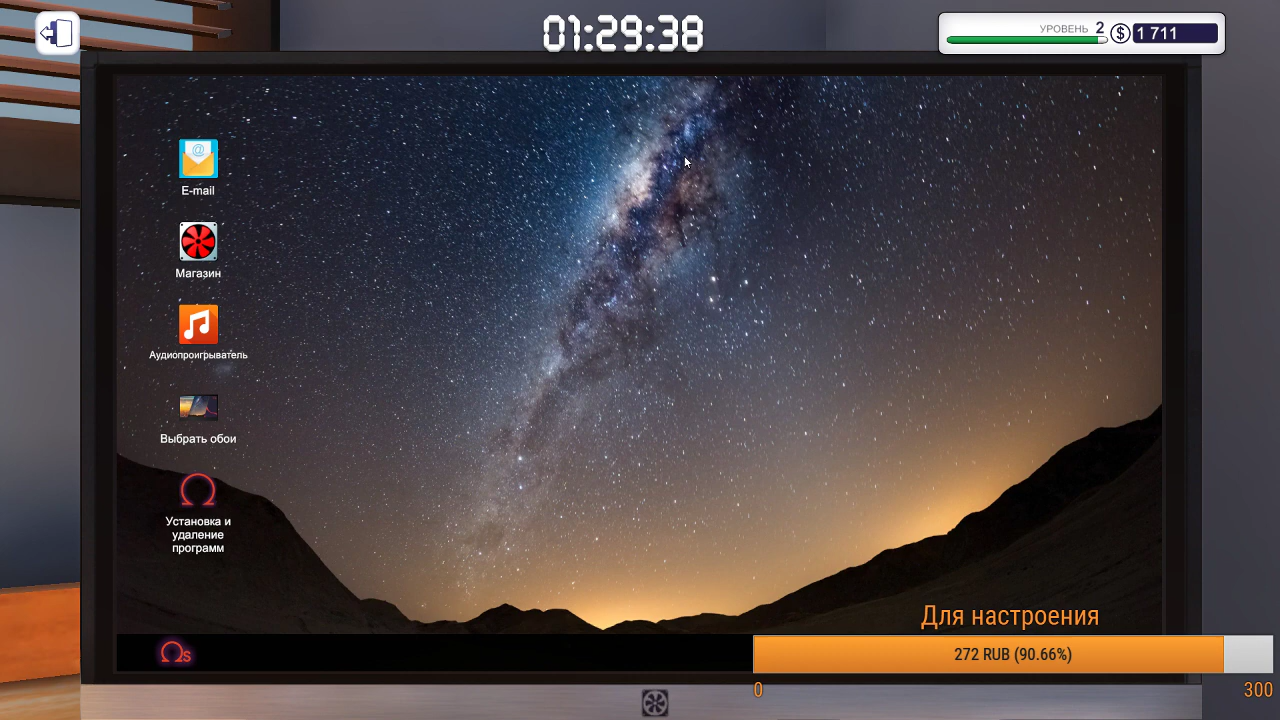 01:29:38
УРОВЕНЬ 2 $ 1 711
@
E-mail
Магазин
Аудиопроигрыватель
Выбрать обои
Установка и
удаление
программ
Для настроения
Ωs
272 RUB (90.66%)
0 300